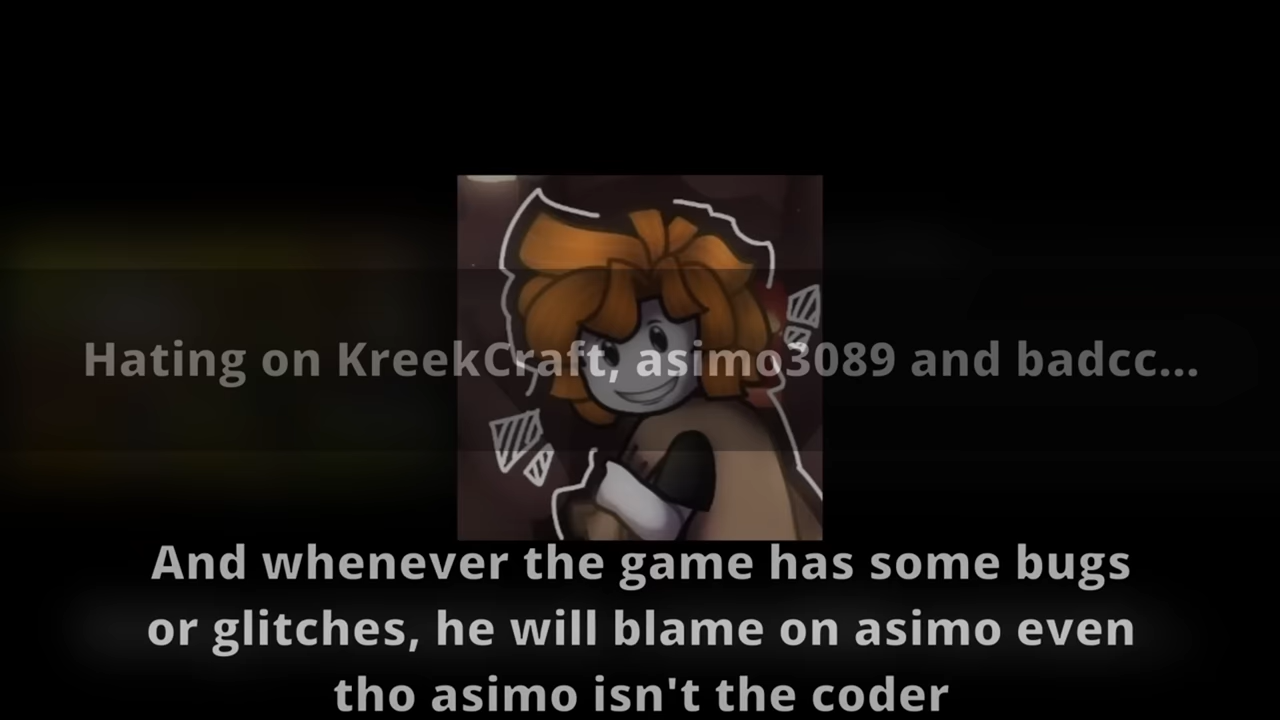 Hating on KreekCraft, asimo3089 and badcc...
And whenever the game has some bugs
or glitches, he will blame on asimo even
tho asimo isn't the coder